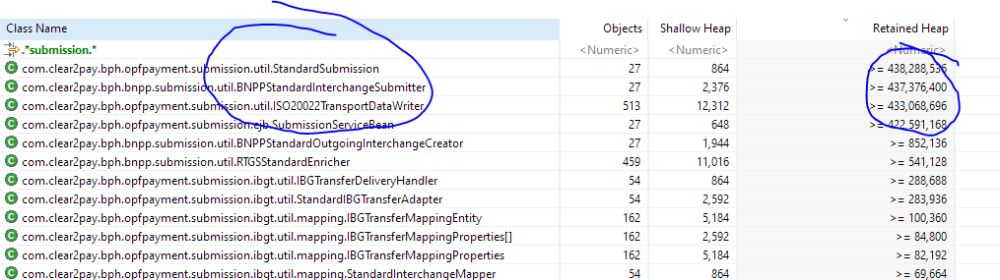 Class Name Objects Shallow Heap Retained Heap
.*submission.* <Numeric> <Numeric> <Numeric>
com.clear2pay.bph.opfpayment.submission.util.StandardSubmission 27 864 >= 438,288,536
com.clear2pay.bph.bnpp.submission.util.BNPPStandardInterchangeSubmitter 27 2,376 >= 437,376,400
com.clear2pay.bph.opfpayment.submission.util.ISO20022TransportDataWriter 513 12,312 >= 433,068,696
com.clear2pay.bph.opfpayment.submission.ejb.SubmissionServiceBean 27 648 >= 422,591,168
com.clear2pay.bph.bnpp.submission.util.BNPPStandardOutgoingInterchangeCreator 27 1,944 >= 852,136
com.clear2pay.bph.bnpp.submission.util.RTGSStandardEnricher 459 11,016 >= 541,128
com.clear2pay.bph.opfpayment.submission.ibgt.util.IBGTransferDeliveryHandler 54 864 >= 288,688
com.clear2pay.bph.opfpayment.submission.ibgt.util.StandardIBGTransferAdapter 54 2,592 >= 283,936
com.clear2pay.bph.opfpayment.submission.ibgt.util.mapping.IBGTransferMappingEntity 162 5,184 >= 100,360
com.clear2pay.bph.opfpayment.submission.ibgt.util.mapping.IBGTransferMappingProperties[] 162 2,592 >= 84,800
com.clear2pay.bph.opfpayment.submission.ibgt.util.mapping.IBGTransferMappingProperties 162 5,184 >= 82,192
com.clear2pay.bph.opfpayment.submission.ibgt.util.mapping.StandardInterchangeMapper 54 864 >= 69,664